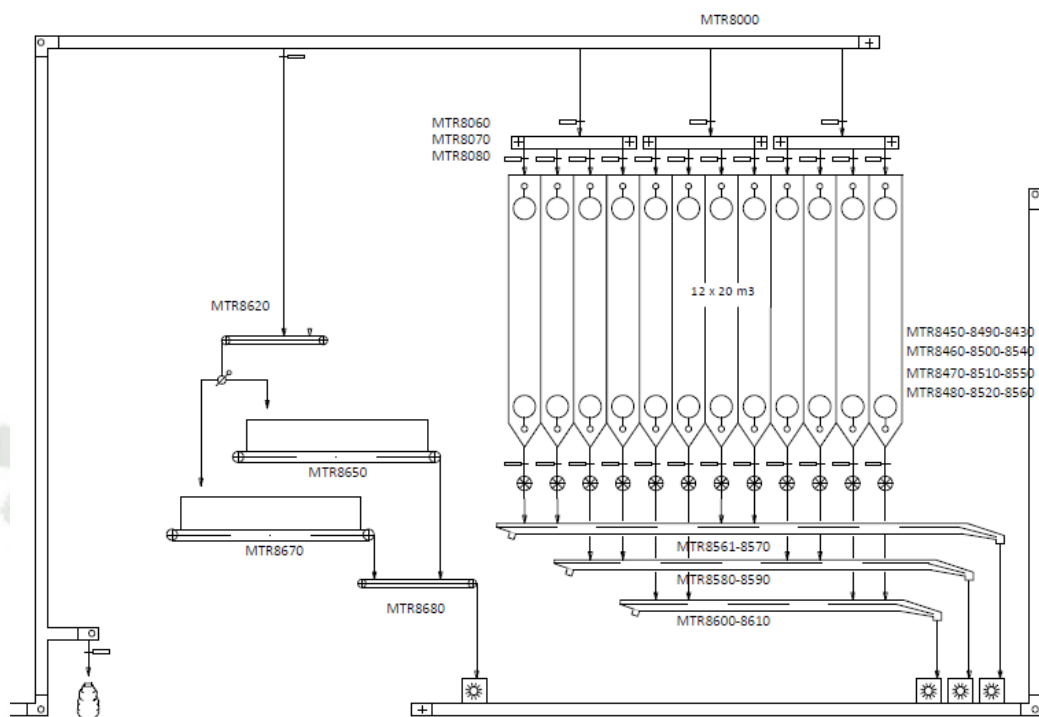 MTR8000
MTR8060
MTR8070
MTR8080
12 x 20 m3
MTR8620
MTR8450-8490-8430
MTR8460-8500-8540
MTR8470-8510-8550
MTR8480-8520-8560
MTR8650
MTR8670
MTR8561-8570
MTR8580-8590
MTR8680
MTR8600-8610